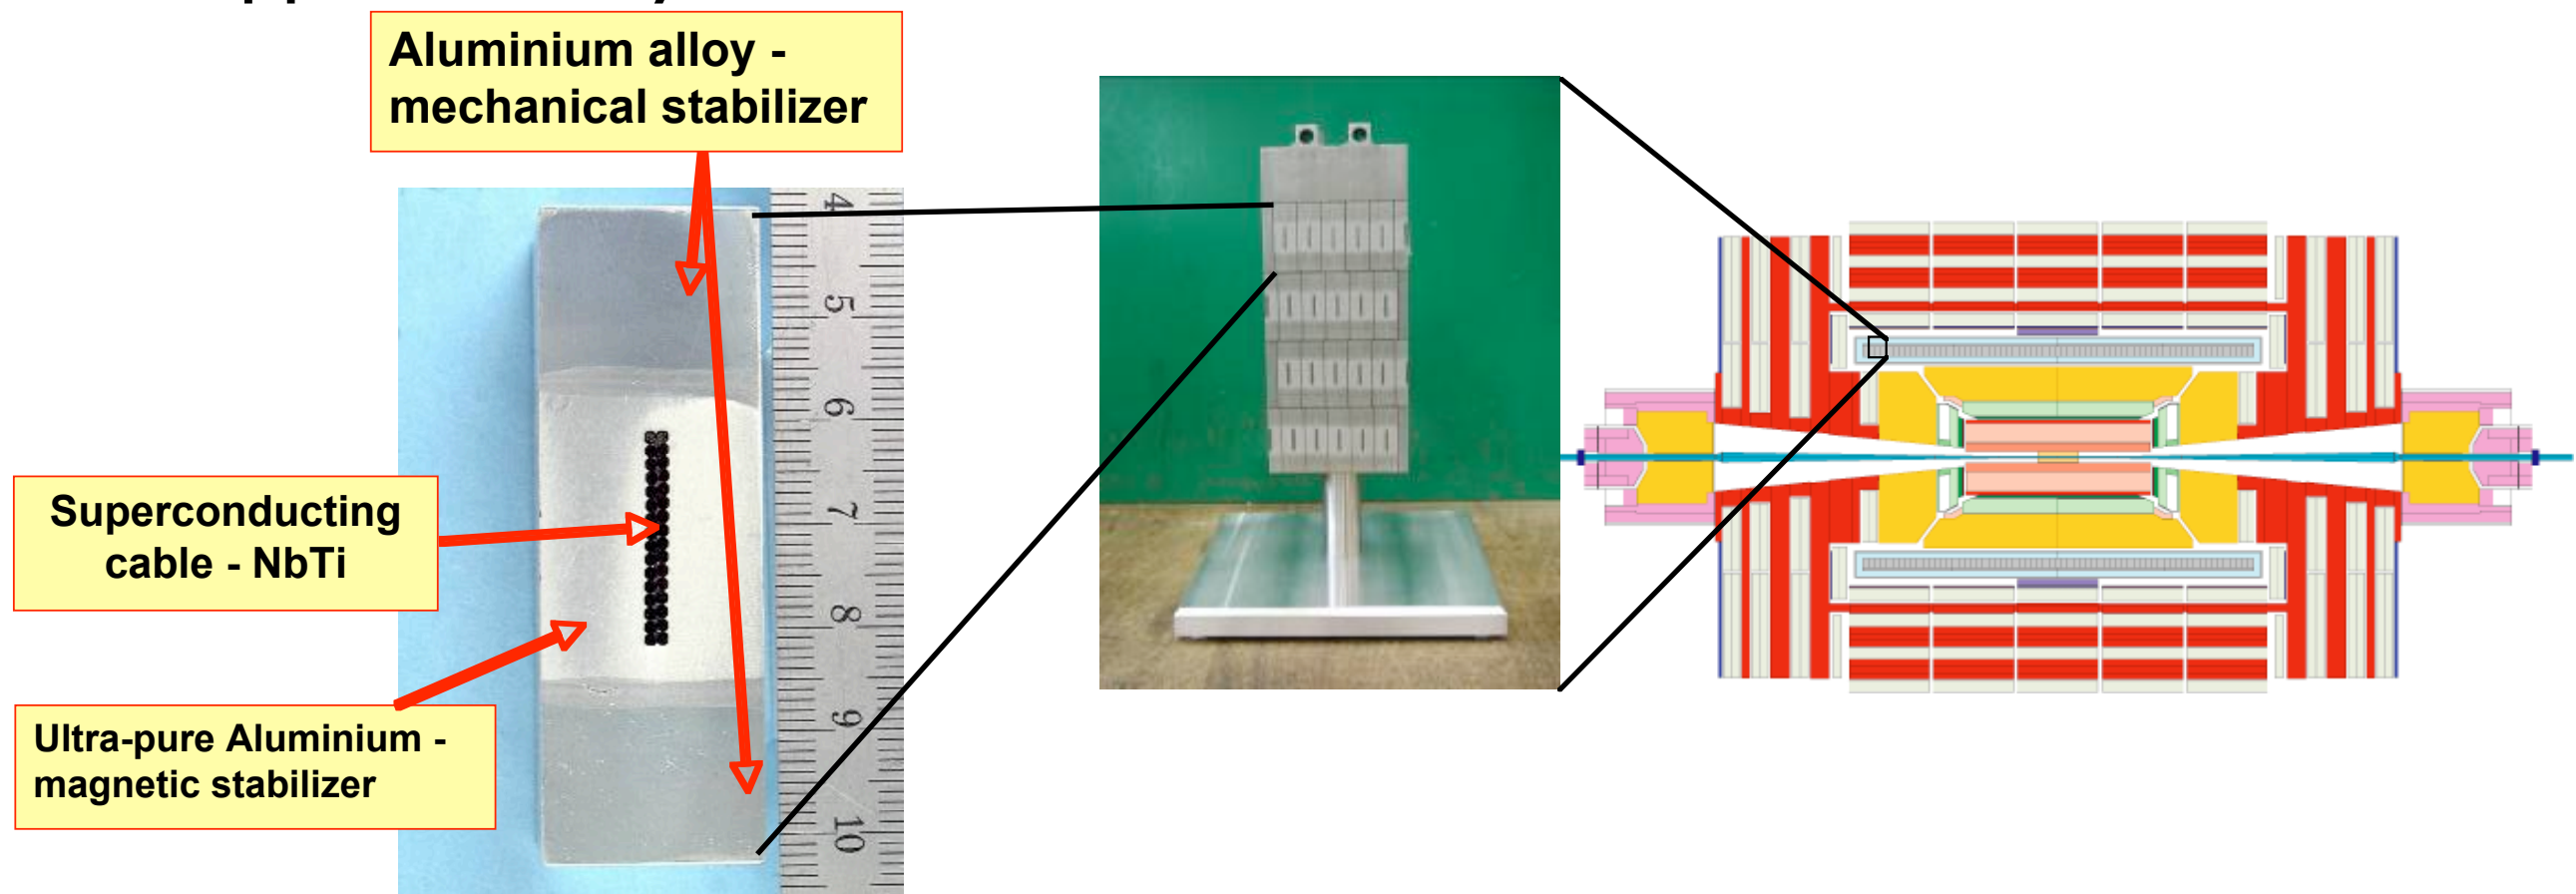 Aluminium alloy -
mechanical stabilizer
4
5
6
7
8
9
10
Superconducting
cable - NbTi
Ultra-pure Aluminium -
magnetic stabilizer